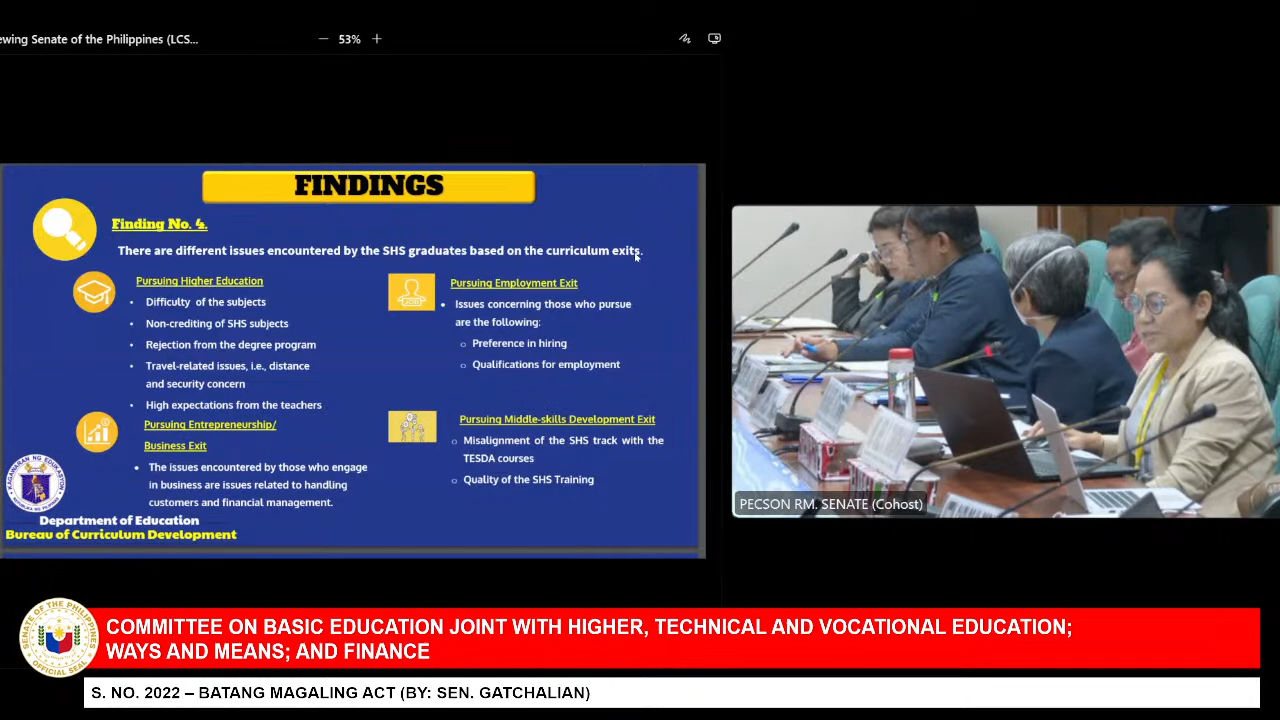 ewing Senate of the Philippines (LCS...
53%
FINDINGS
Finding No. 4.
There are different issues encountered by the SHS graduates based on the curriculum exits.
Pursuing Higher Education
• Difficulty of the subjects
• Non-crediting of SHS subjects
• Rejection from the degree program
• Travel-related issues, i.e., distance
and security concern
• High expectations from the teachers
Pursuing Entrepreneurship/
Business Exit
• The issues encountered by those who engage
in business are issues related to handling
customers and financial management.
JOB
Pursuing Employment Exit
• Issues concerning those who pursue
are the following:
o Preference in hiring
o Qualifications for employment
Pursuing Middle-skills Development Exit
o Misalignment of the SHS track with the
TESDA courses
o Quality of the SHS Training
Department of Education
Bureau of Curriculum Development
PECSON RM. SENATE (Cohost)
SENATE OF THE PHILIPPINES
OFFICIAL SEAL
COMMITTEE ON BASIC EDUCATION JOINT WITH HIGHER, TECHNICAL AND VOCATIONAL EDUCATION;
WAYS AND MEANS; AND FINANCE
S. NO. 2022 – BATANG MAGALING ACT (BY: SEN. GATCHALIAN)